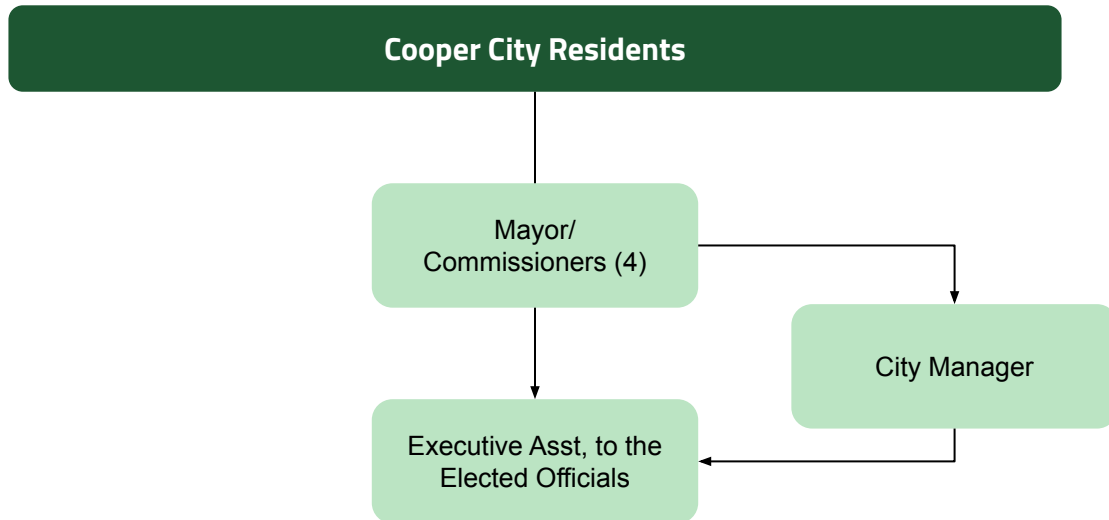 Cooper City Residents
Mayor/
Commissioners (4)
City Manager
Executive Asst, to the
Elected Officials